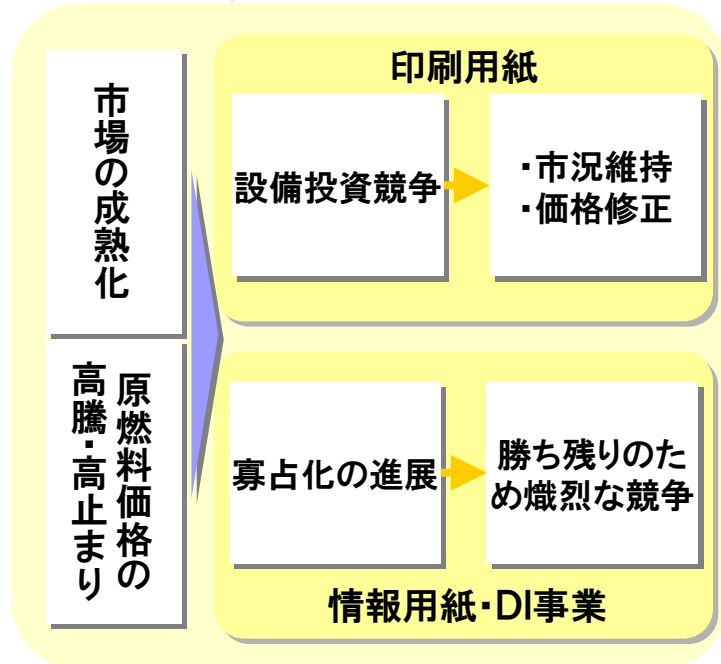 市場の成熟化
原燃料価格の
高騰・高止まり
印刷用紙
設備投資競争
・市況維持
・価格修正
寡占化の進展
勝ち残りのた
め熾烈な競争
情報用紙・DI事業